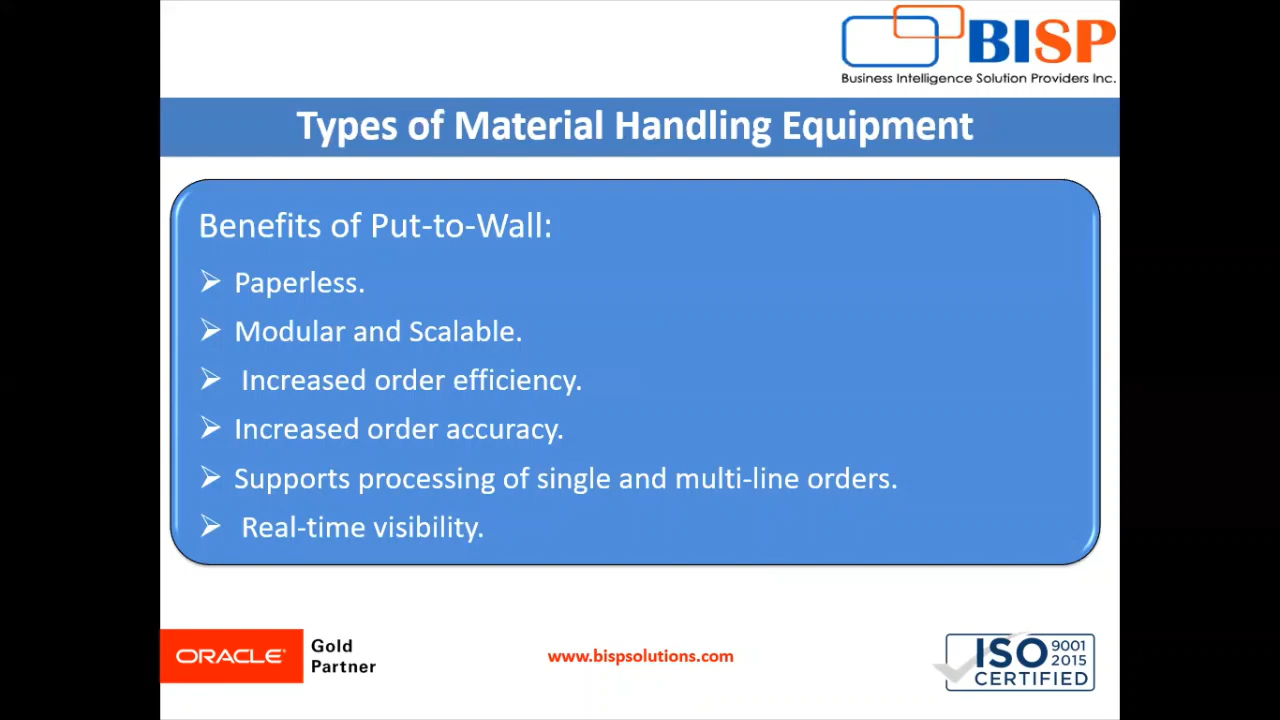 BISP
Business Intelligence Solution Providers Inc.
Types of Material Handling Equipment
Benefits of Put-to-Wall:
Paperless.
Modular and Scalable.
Increased order efficiency.
Increased order accuracy.
Supports processing of single and multi-line orders.
Real-time visibility.
ORACLE
Gold
Partner
www.bispsolutions.com
ISO 9001
2015
CERTIFIED